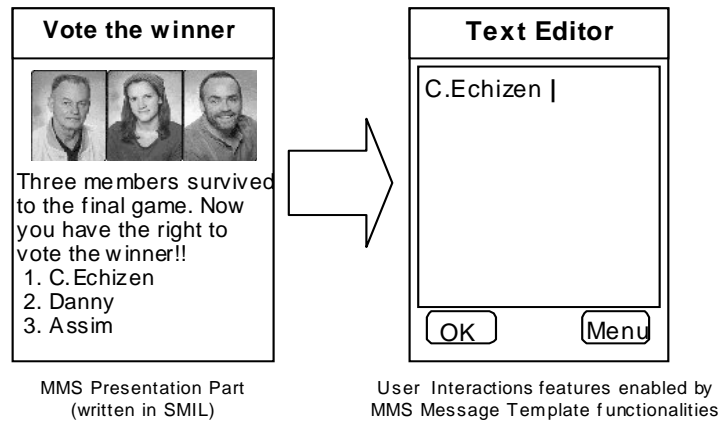 Vote the winner
Three members survived
to the final game. Now
you have the right to
vote the winner!!
1. C.Echizen
2. Danny
3. Assim
MMS Presentation Part
(written in SMIL)
Text Editor
C.Echizen
OK
Menu
User Interactions features enabled by
MMS Message Template functionalities